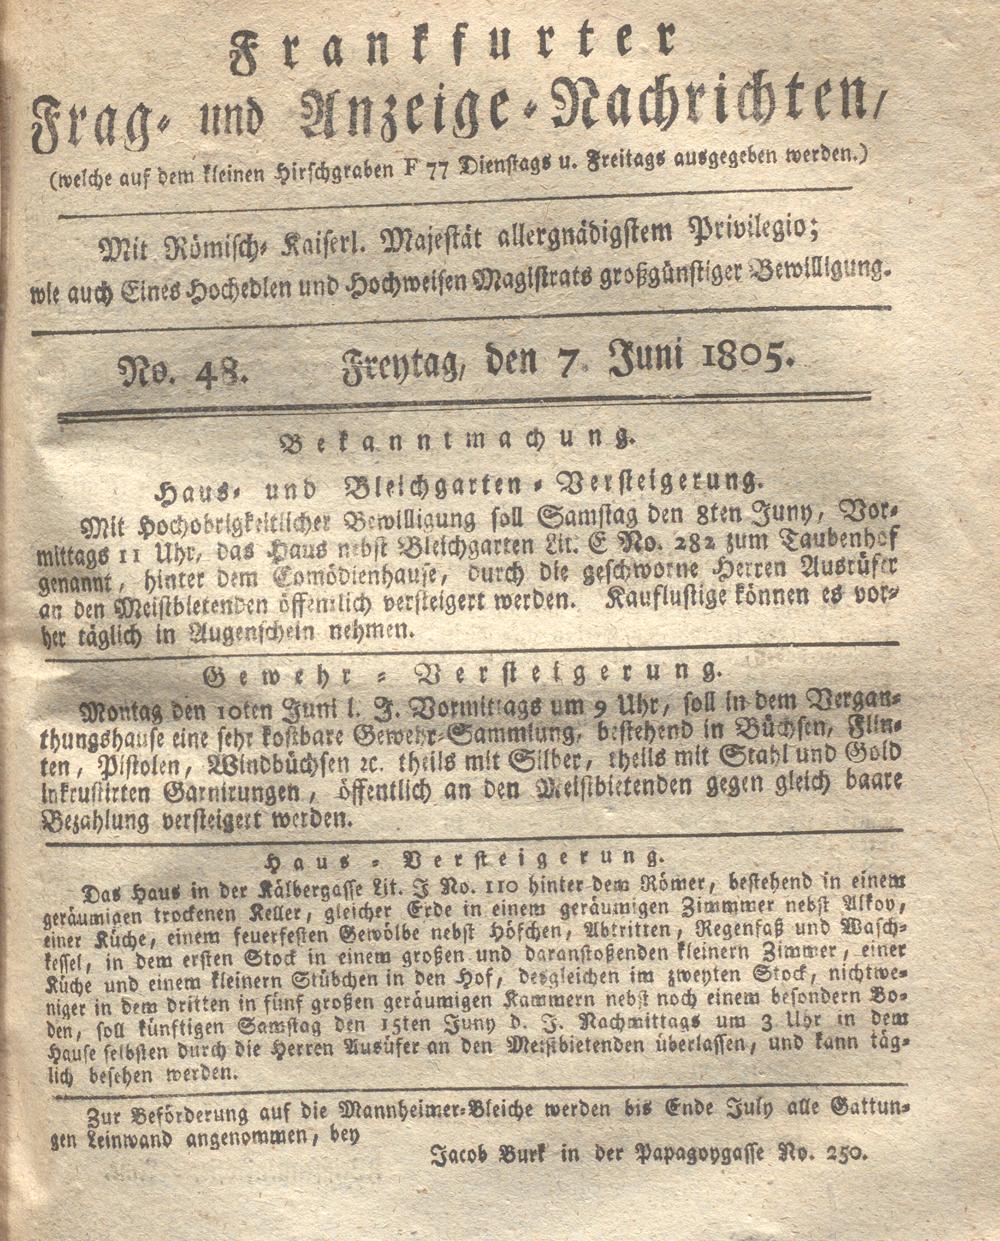 Frankfurter
Frag- und Anzeige-Nachrichten,
(welche auf dem kleinen Hirschgraben F 77 Dienstags u. Freitags ausgegeben werden.)
Mit Römisch- Kaiserl. Majestät allergnädigstem Privilegio;
wie auch Eines Hochedlen und Hochweisen Magistrats großgünstiger Bewilligung.
No. 48. Freytag, den 7. Juni 1805.
Bekanntmachung.
Haus- und Bleichgarten-Versteigerung.
Mit Hochobrigkeitlicher Bewilligung soll Samstag den 8ten Juny, Vor-
mittags 11 Uhr, das Haus nebst Bleichgarten Lit. E No. 282 zum Taubenhof
genannt, hinter dem Comödienhause, durch die geschworne Herren Ausrüfer
an den Meistbietenden öffentlich versteigert werden. Kauflustige können es vor-
her täglich in Augenschein nehmen.
Gewehr-Versteigerung.
Montag den 10ten Juni l. J. Vormittags um 9 Uhr, soll in dem Vergan-
thungshause eine sehr kostbare Gewehr-Sammlung, bestehend in Büchsen, Flin-
ten, Pistolen, Windbüchsen ꝛc. theils mit Silber, theils mit Stahl und Gold
inkrustirten Garnirungen, öffentlich an den Meistbietenden gegen gleich baare
Bezahlung versteigert werden.
Haus-Versteigerung.
Das Haus in der Kälbergasse Lit. J No. 110 hinter dem Römer, bestehend in einem
geräumigen trockenen Keller, gleicher Erde in einem geräumigen Zimmmer nebst Alkov,
einer Küche, einem feuerfesten Gewölbe nebst Höfchen, Abtritten, Regenfaß und Wasch-
kessel, in dem ersten Stock in einem großen und daranstoßenden kleinern Zimmer, einer
Küche und einem kleinern Stübchen in den Hof, desgleichen im zweyten Stock, nichtwe-
niger in dem dritten in fünf großen geräumigen Kammern nebst noch einem besondern Bo-
den, soll künftigen Samstag den 15ten Juny d. J. Nachmittags um 3 Uhr in dem
Hause selbsten durch die Herren Ausüfer an den Meistbietenden überlassen, und kann täg-
lich besehen werden.
Zur Beförderung auf die Mannheimer-Bleiche werden bis Ende July alle Gattun-
gen Leinwand angenommen, bey
Jacob Burk in der Papagoygasse No. 250.